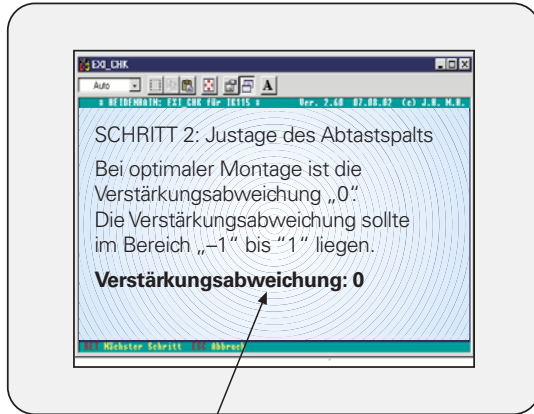 EXI_CHK
Auto
A
* HEIDENHAIN: EXI_CHK für IK115 * Ver. 2.60 07.08.02 (c) J.H. M.H.
SCHRITT 2: Justage des Abtastspalts
Bei optimaler Montage ist die
Verstärkungsabweichung „0“.
Die Verstärkungsabweichung sollte
im Bereich „–1“ bis “1“ liegen.
Verstärkungsabweichung: 0
Nächster Schritt ESC Abbruch